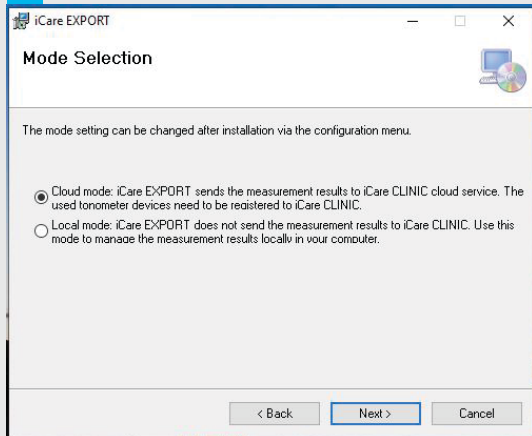 iCare EXPORT
Mode Selection
The mode setting can be changed after installation via the configuration menu.
Cloud mode: iCare EXPORT sends the measurement results to iCare CLINIC cloud service. The
used tonometer devices need to be registered to iCare CLINIC.
Local mode: iCare EXPORT does not send the measurement results to iCare CLINIC. Use this
mode to manage the measurement results locally in your computer.
< Back
Next >
Cancel